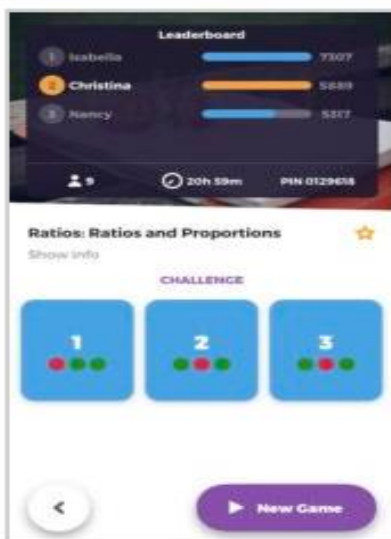 Leaderboard
1 Isabella 7307
2 Christina 5889
3 Nancy 5317
9 20h 59m PIN 0129618
Ratios: Ratios and Proportions
Show info
CHALLENGE
1 2 3
New Game